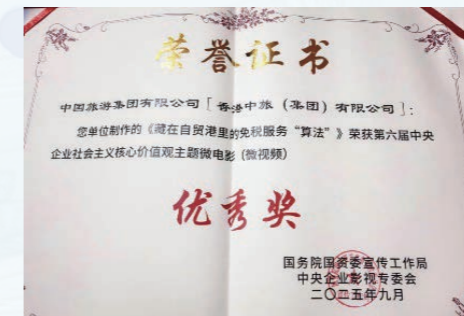 荣誉证书
中国旅游集团有限公司［香港中旅（集团）有限公司］：
您单位制作的《藏在自贸港里的免税服务“算法”》荣获第六届中央
企业社会主义核心价值观主题微电影（微视频）
优秀奖
国务院国资委宣传工作局
中央企业影视专委会
二〇二五年九月